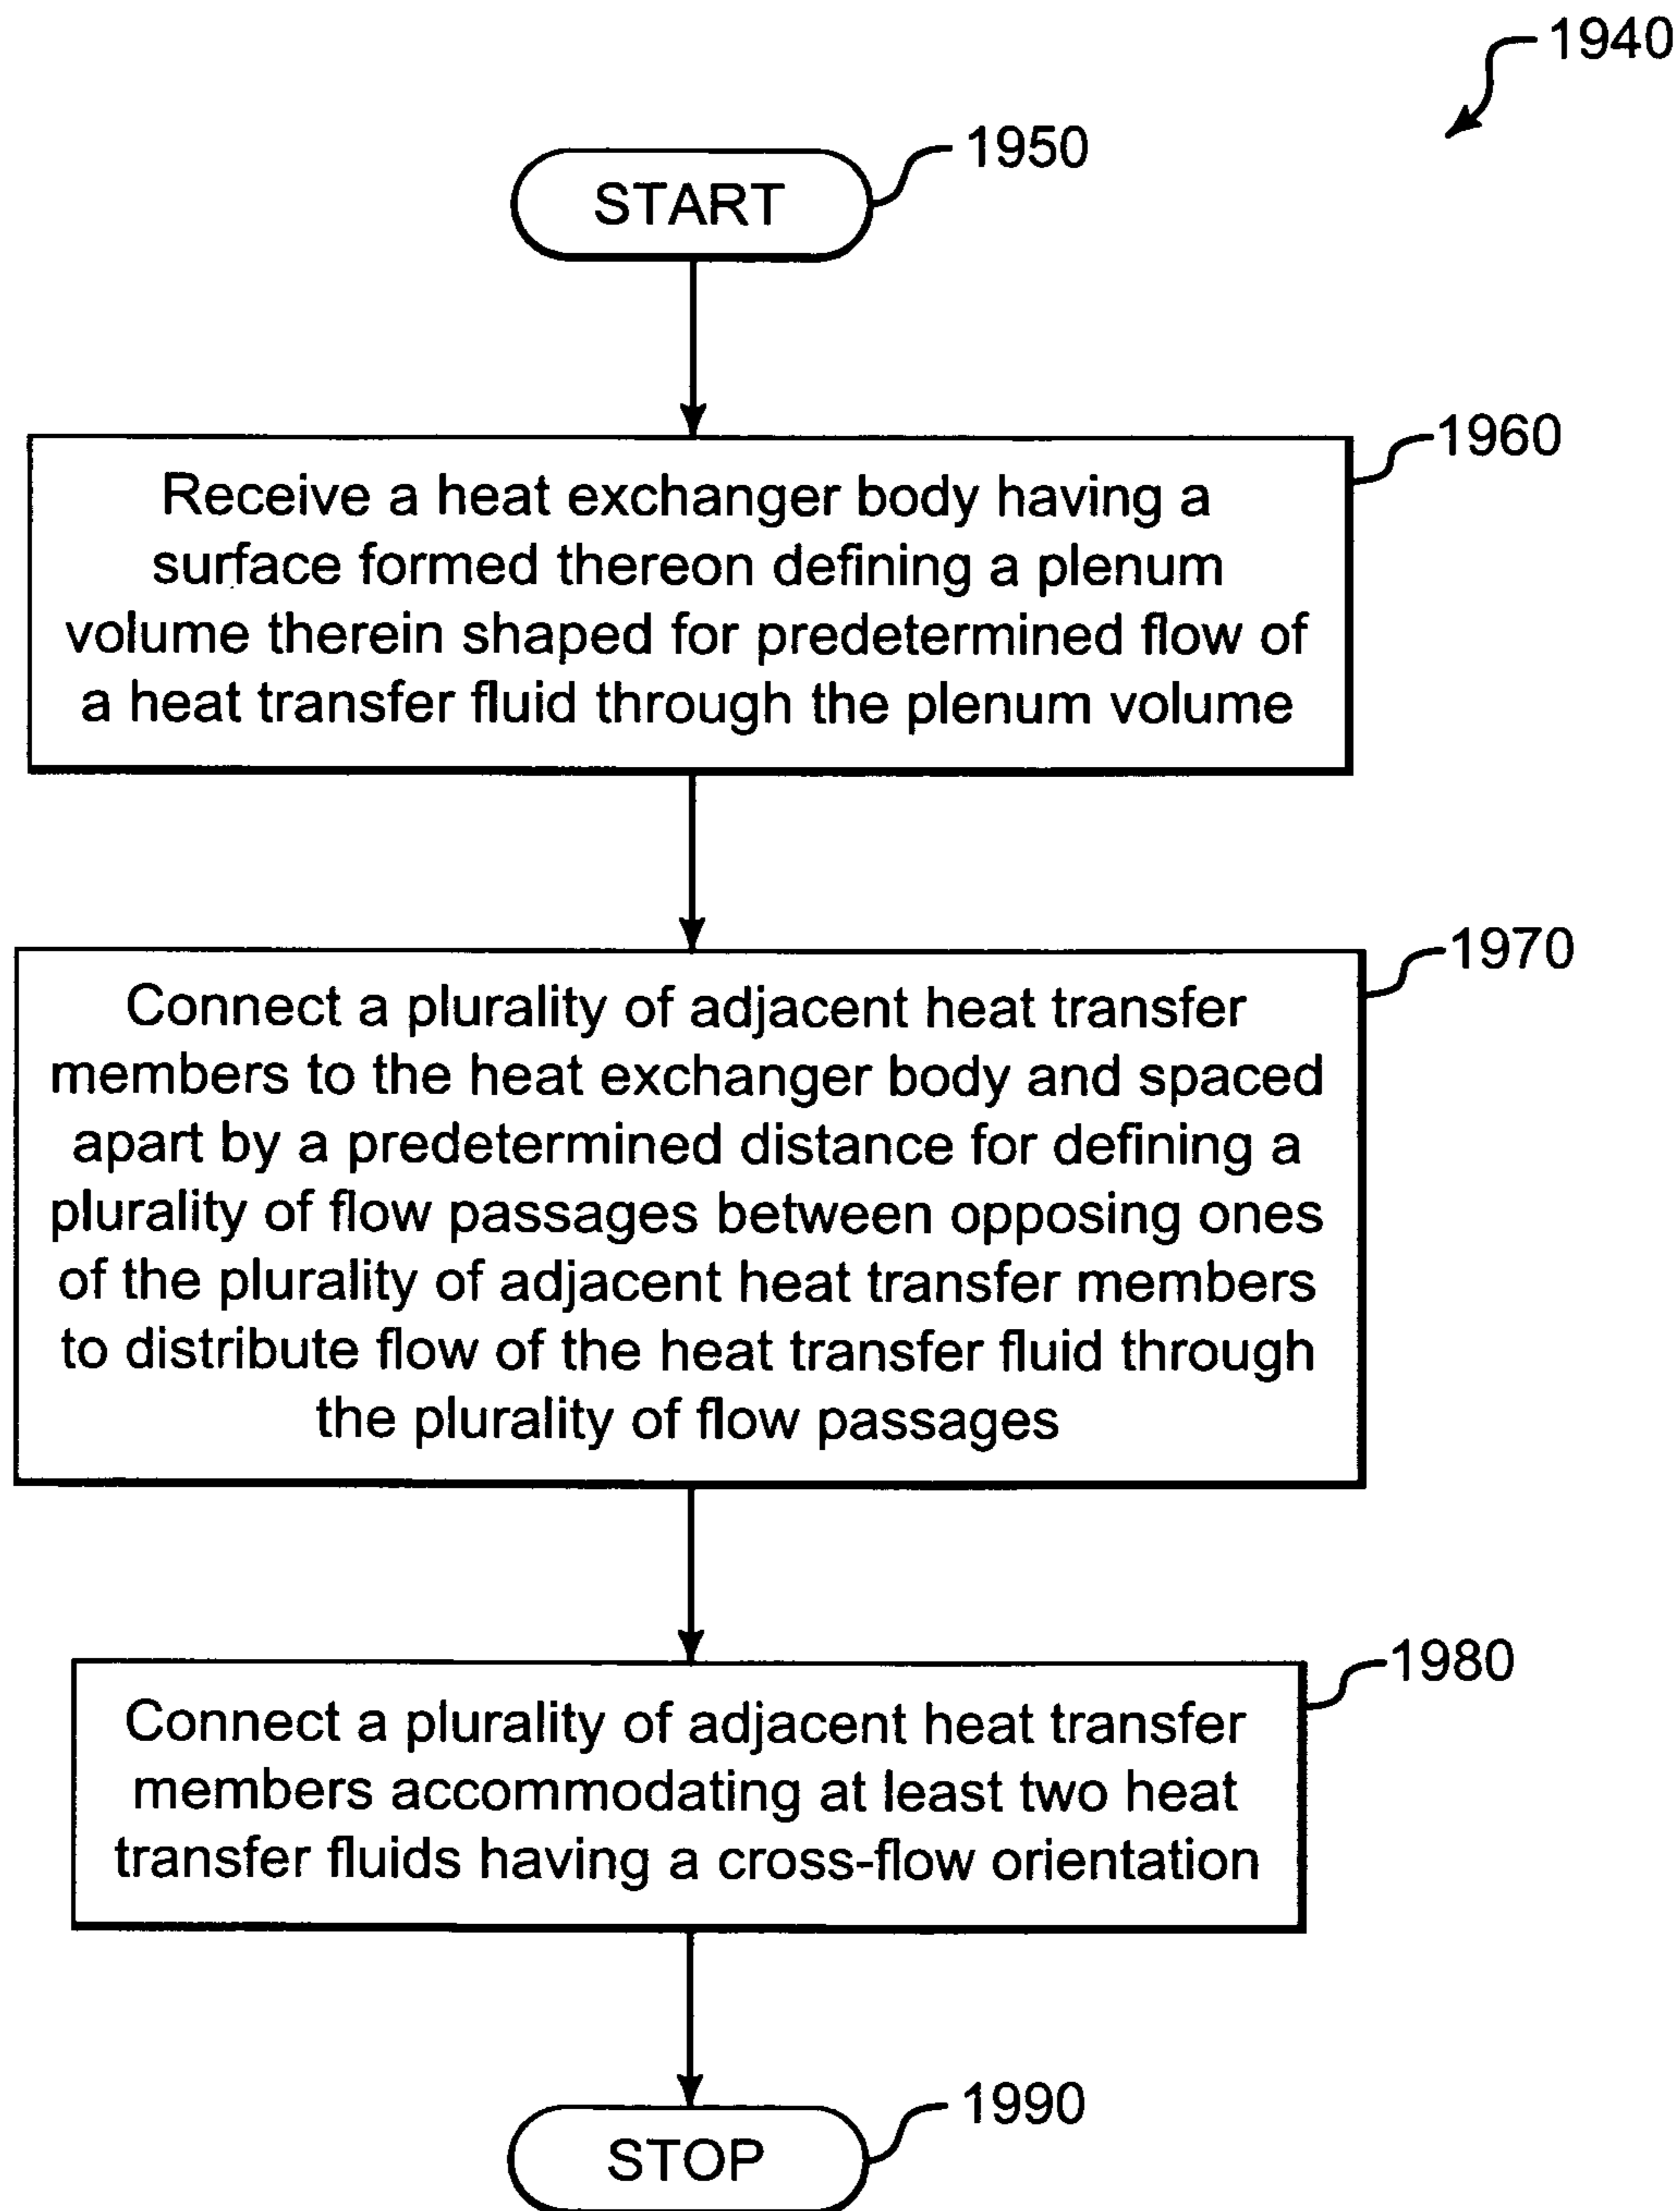 1940
START
1950
Receive a heat exchanger body having a
surface formed thereon defining a plenum
volume therein shaped for predetermined flow of
a heat transfer fluid through the plenum volume
1960
Connect a plurality of adjacent heat transfer
members to the heat exchanger body and spaced
apart by a predetermined distance for defining a
plurality of flow passages between opposing ones
of the plurality of adjacent heat transfer members
to distribute flow of the heat transfer fluid through
the plurality of flow passages
1970
Connect a plurality of adjacent heat transfer
members accommodating at least two heat
transfer fluids having a cross-flow orientation
1980
STOP
1990